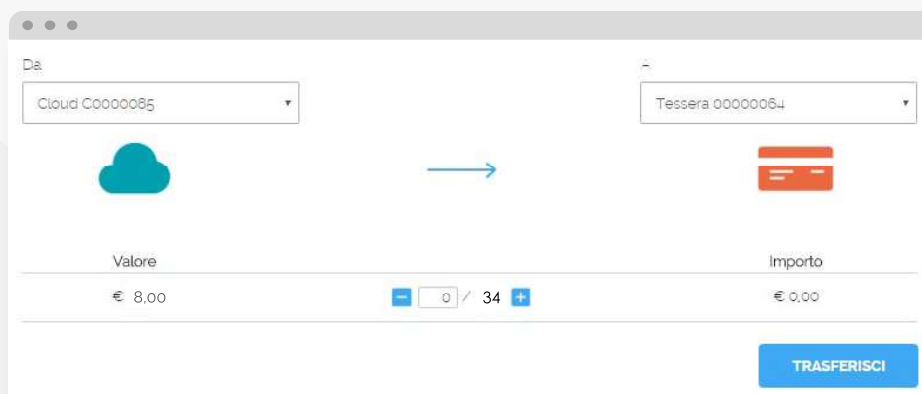 Da
Cloud C0000085
Tessera 00000064
Valore
Importo
€ 8,00
0 / 34
€ 0,00
TRASFERISCI